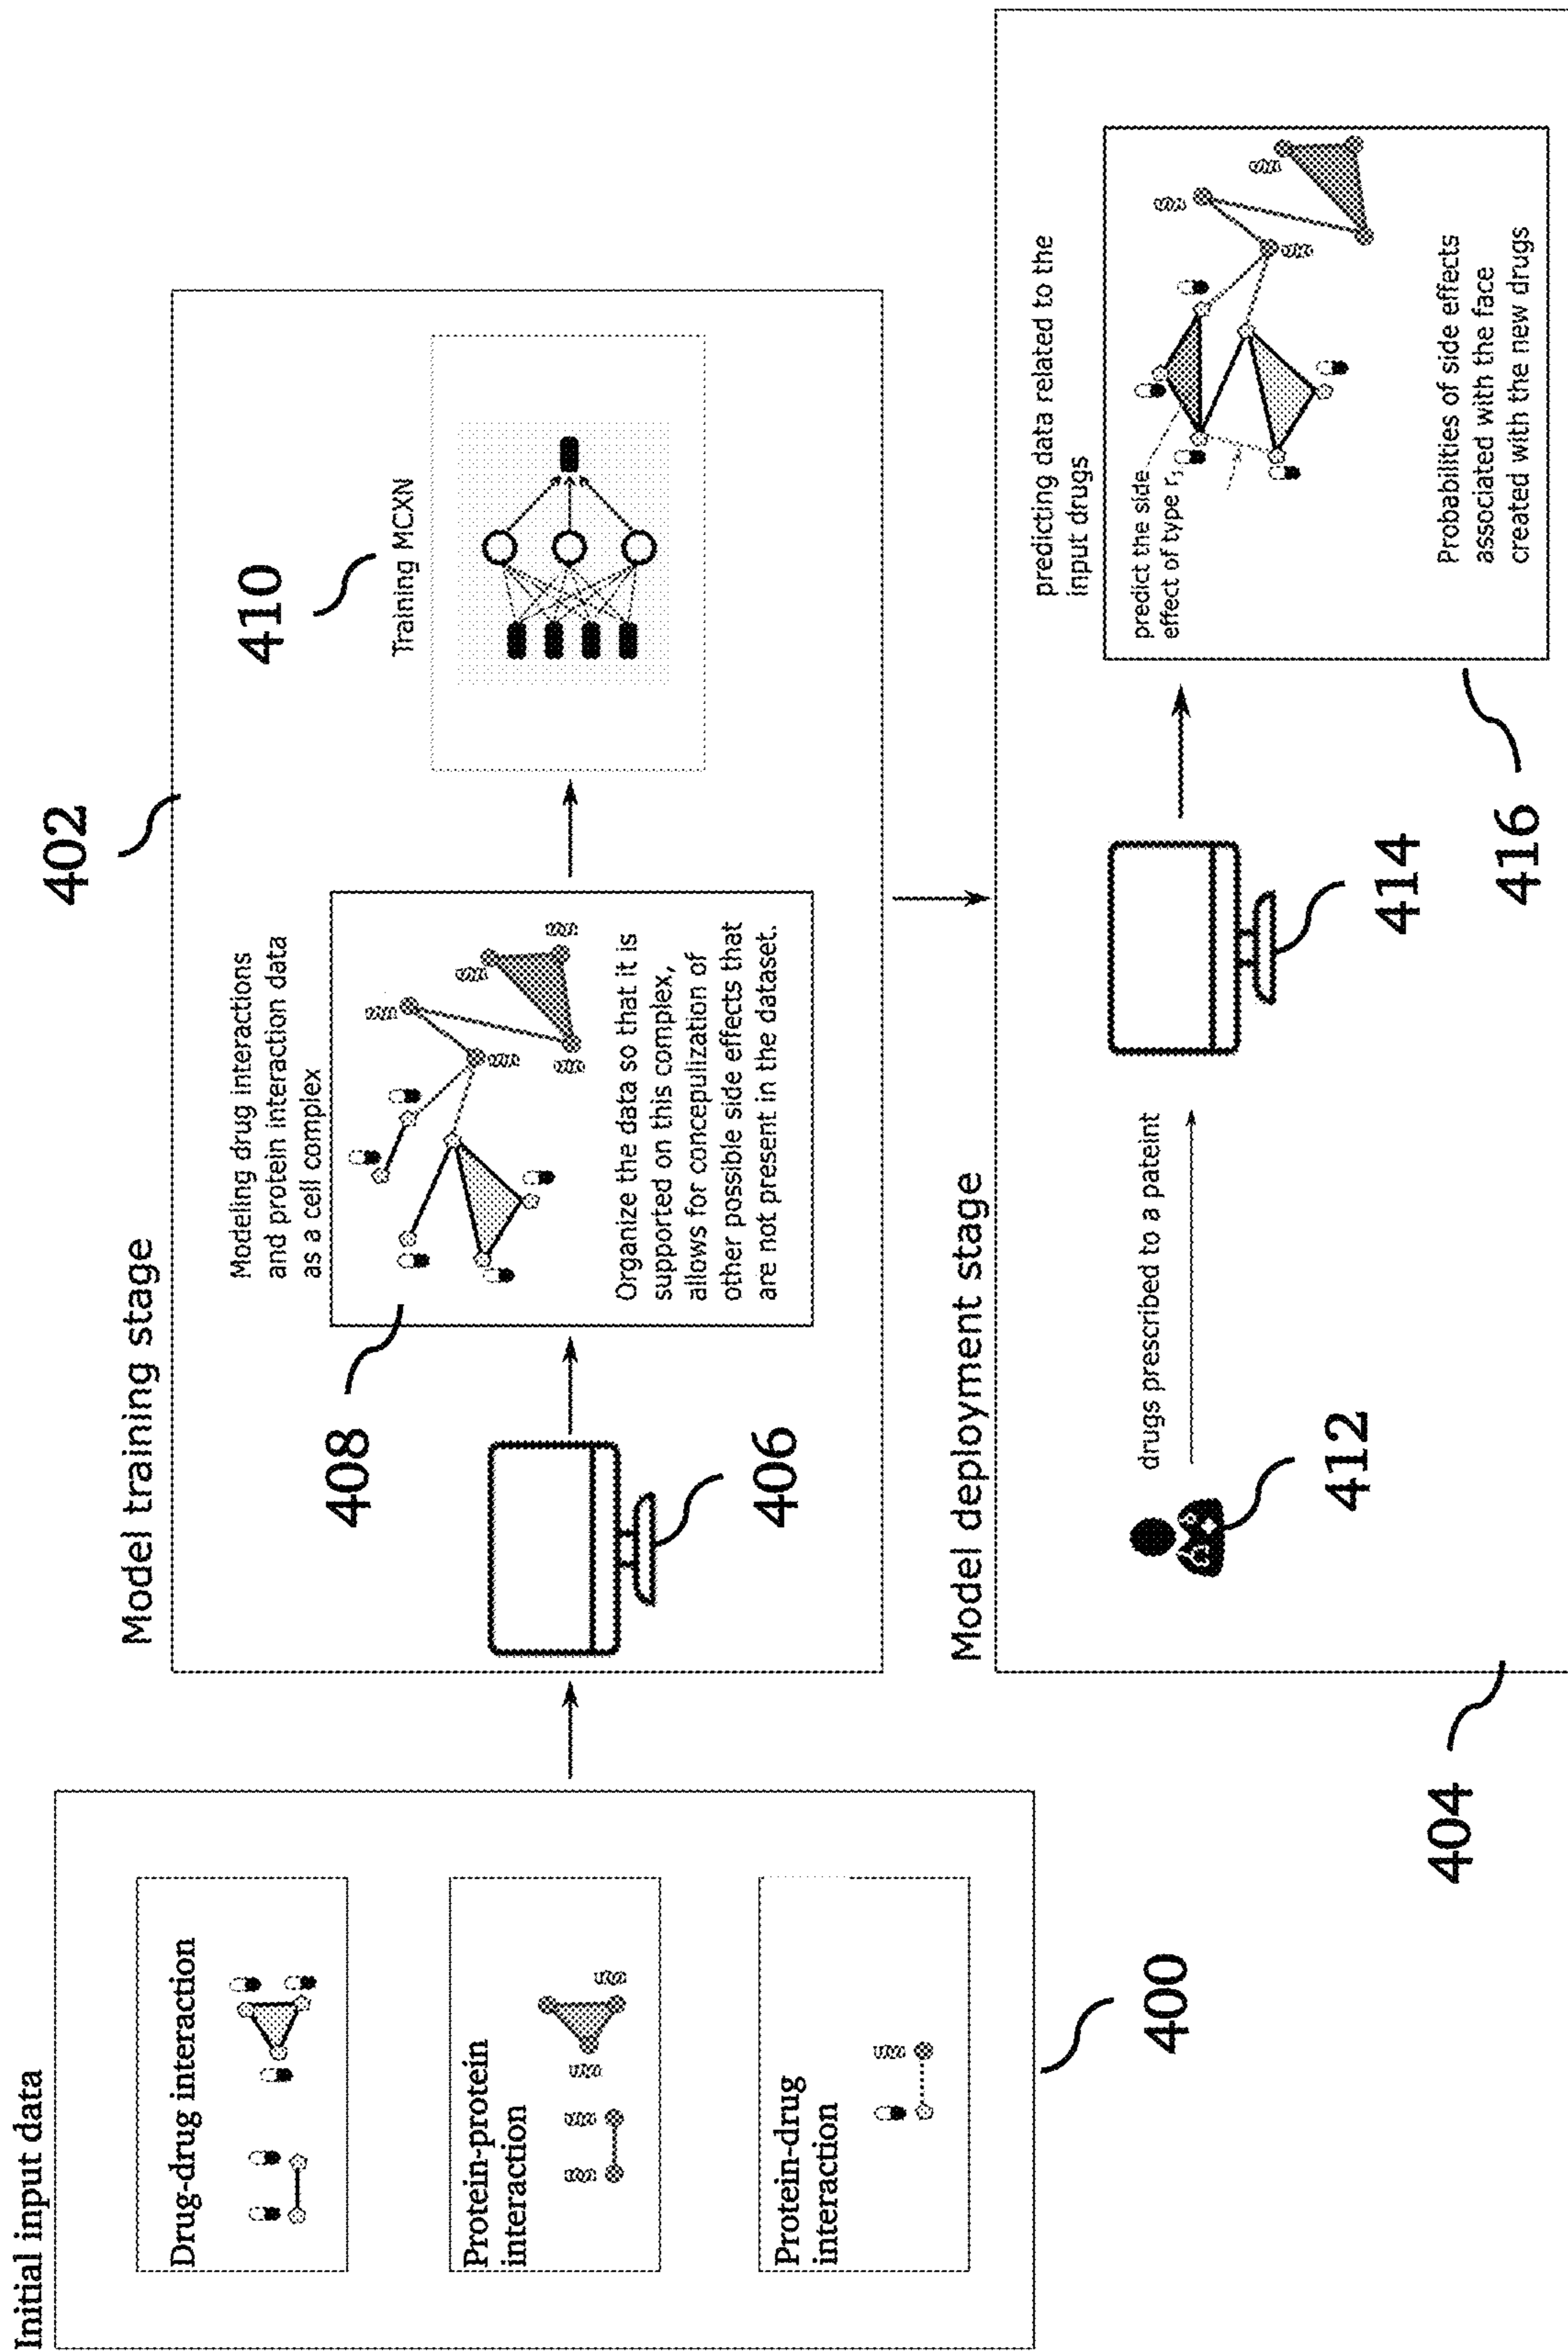 Initial input data
Drug-drug interaction
Protein-protein
interaction
Protein-drug
interaction
400
402
Model training stage
406
408
Modeling drug interactions
and protein interaction data
as a cell complex
Organize the data so that it is
supported on this complex,
allows for concepulization of
other possible side effects that
are not present in the dataset.
410
Training MCXN
Model deployment stage
404
412
drugs prescribed to a pateint
414
416
predicting data related to the
input drugs
predict the side
effect of type r₁
Probabilities of side effects
associated with the face
created with the new drugs